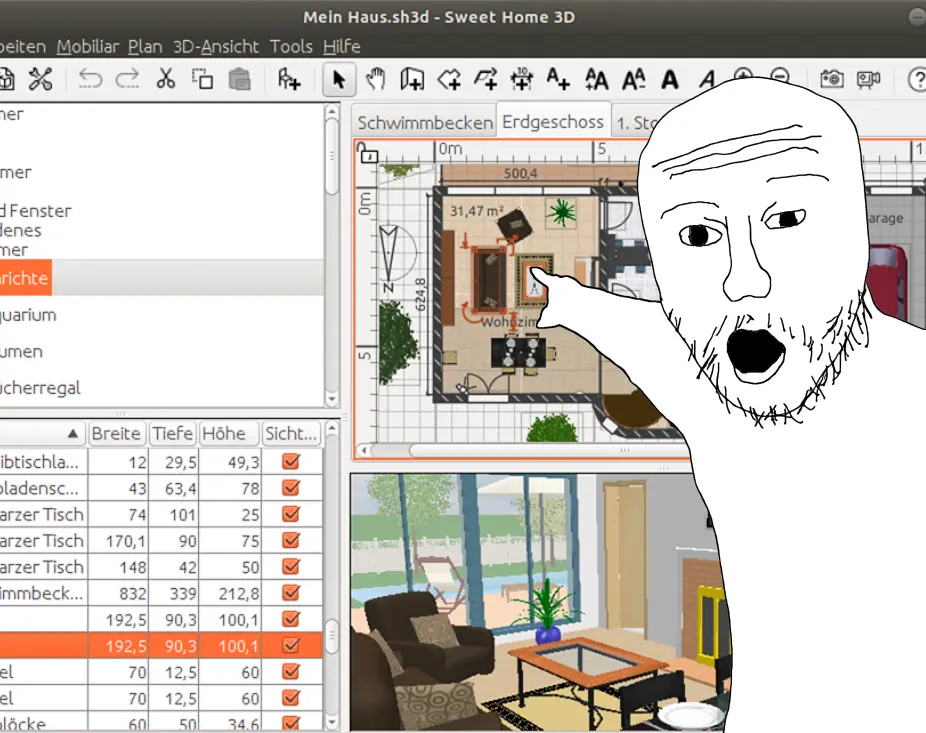 Mein Haus.sh3d - Sweet Home 3D
beiten Mobiliar Plan 3D-Ansicht Tools Hilfe
mer
mer
d Fenster
denes
mer
richte
quarium
umen
ücherregal
Schwimmbecken Erdgeschoss 1. Sto
0m 5 1
500,4
0m
31,47 m²
arage
N
624,8
Wohnzim
5
Breite Tiefe Höhe Sicht...
ibtischla... 12 29,5 49,3
oladensc... 43 63,4 78
arzer Tisch 74 101 25
arzer Tisch 170,1 90 75
arzer Tisch 148 42 50
immbeck... 832 339 212,8
192,5 90,3 100,1
192,5 90,3 100,1
el 70 12,5 60
el 70 12,5 60
löcke 60 50 34,6